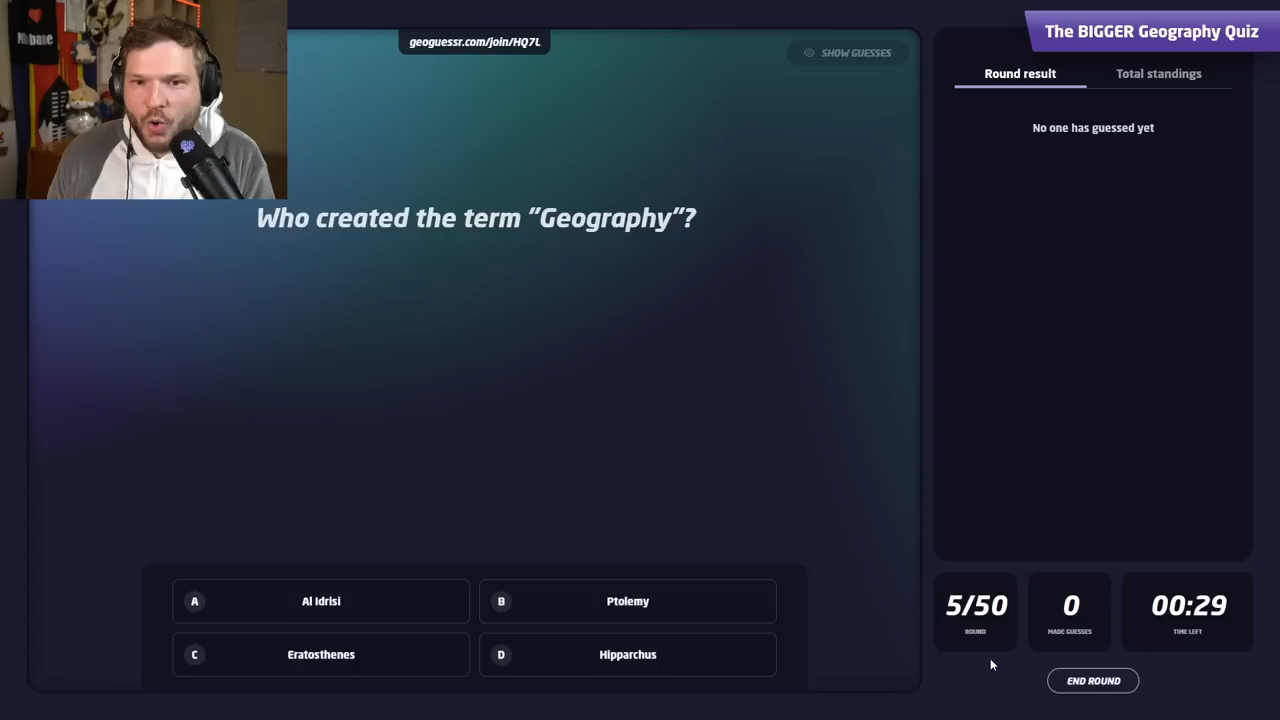 geoguessr.com/join/HQ7L
SHOW GUESSES
The BIGGER Geography Quiz
Round result
Total standings
No one has guessed yet
Who created the term "Geography"?
A
Al Idrisi
B
Ptolemy
C
Eratosthenes
D
Hipparchus
5/50
ROUND
0
MADE GUESSES
00:29
TIME LEFT
END ROUND